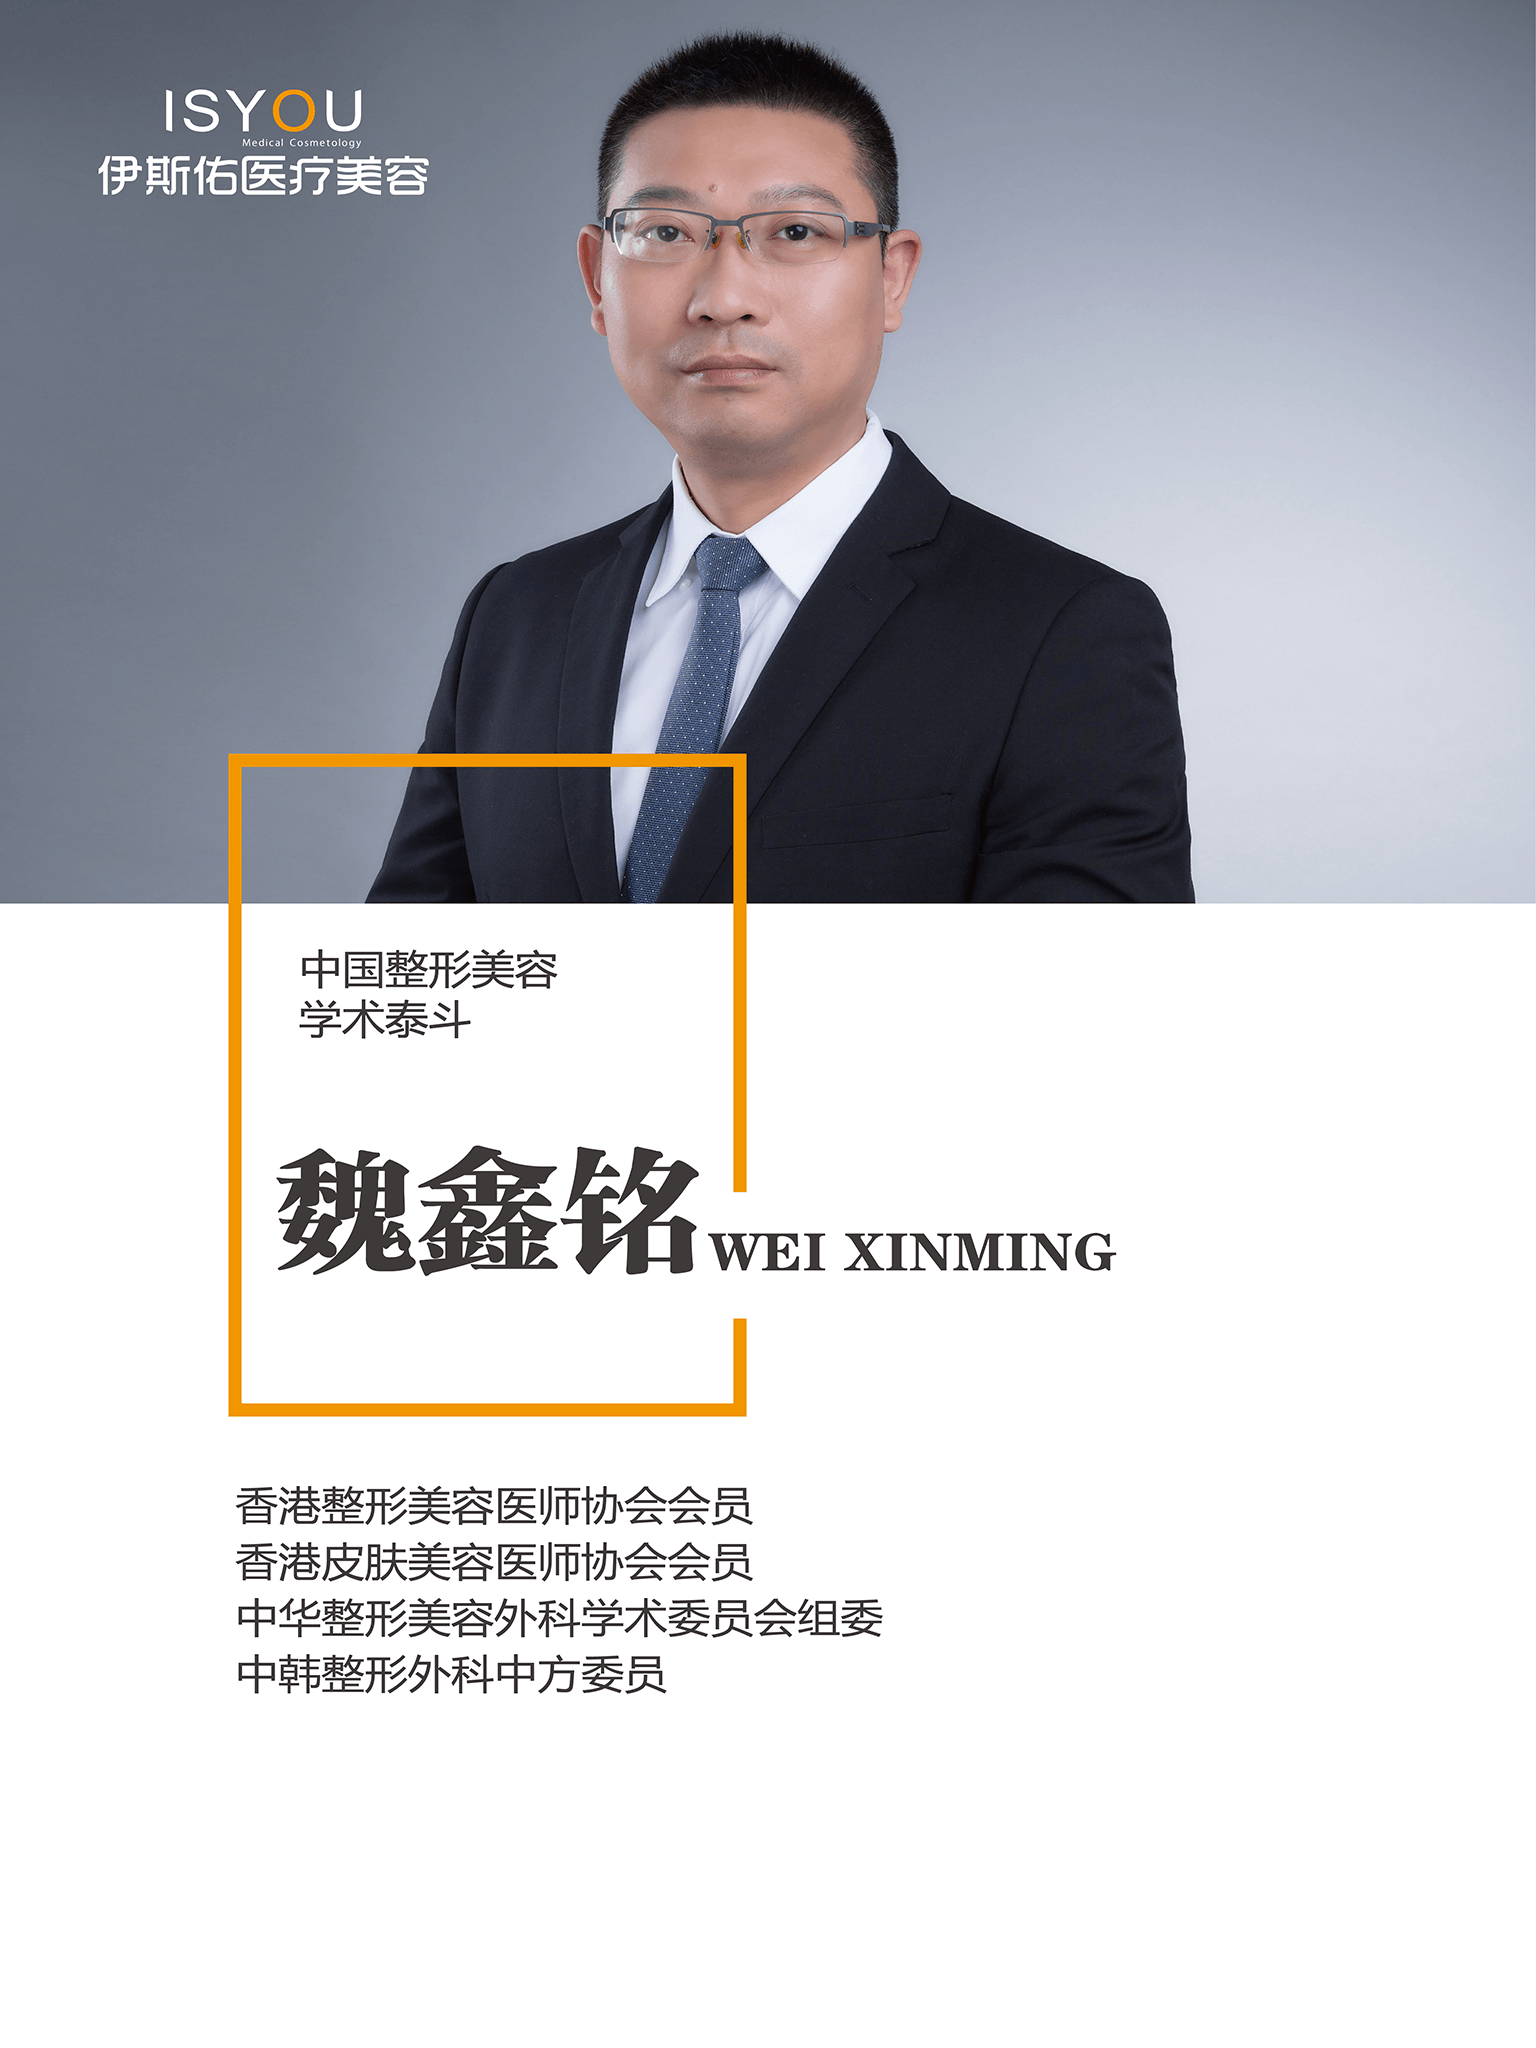 ISYOU
Medical Cosmetology
伊斯佑医疗美容
中国整形美容
学术泰斗
魏鑫铭 WEI XINMING
香港整形美容医师协会会员
香港皮肤美容医师协会会员
中华整形美容外科学术委员会组委
中韩整形外科中方委员